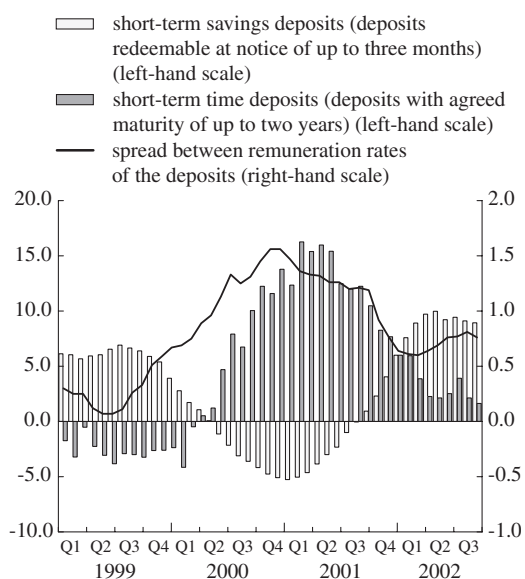 short-term savings deposits (deposits
redeemable at notice of up to three months)
(left-hand scale)
short-term time deposits (deposits with agreed
maturity of up to two years) (left-hand scale)
spread between remuneration rates
of the deposits (right-hand scale)
20.0 2.0
15.0 1.5
10.0 1.0
5.0 0.5
0.0 0.0
-5.0 -0.5
-10.0 -1.0
Q1 Q2 Q3 Q4 Q1 Q2 Q3 Q4 Q1 Q2 Q3 Q4 Q1 Q2 Q3
1999 2000 2001 2002